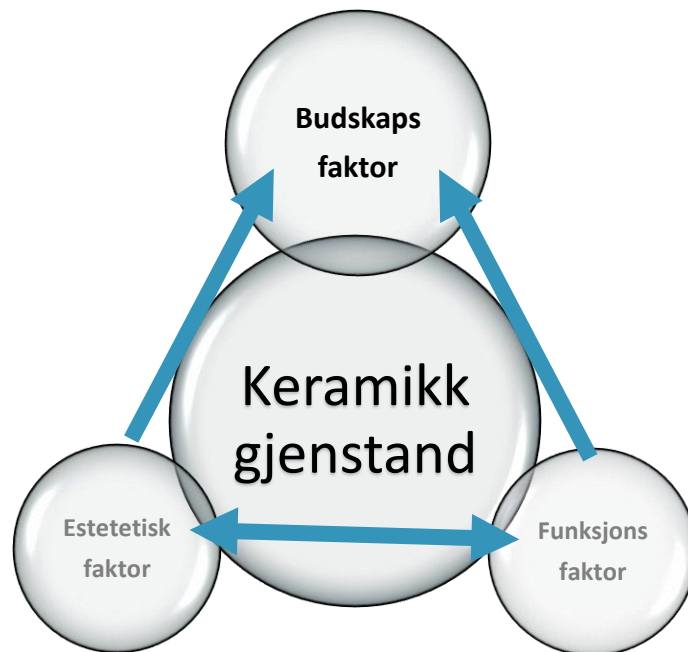 Budskaps
faktor
Keramikk
gjenstand
Estetetisk
faktor
Funksjons
faktor